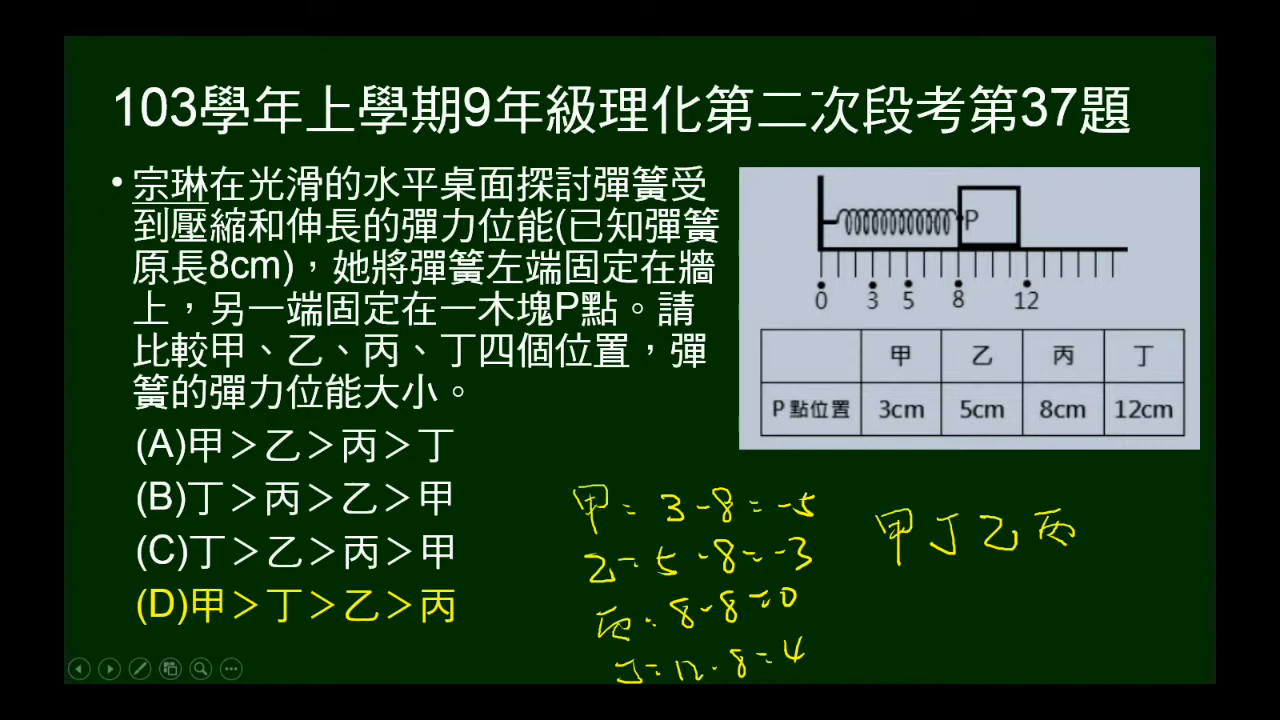 103學年上學期9年級理化第二次段考第37題
• 宗琳在光滑的水平桌面探討彈簧受
到壓縮和伸長的彈力位能(已知彈簧
原長8cm)，她將彈簧左端固定在牆
上，另一端固定在一木塊P點。請
比較甲、乙、丙、丁四個位置，彈
簧的彈力位能大小。
(A)甲＞乙＞丙＞丁
(B)丁＞丙＞乙＞甲
(C)丁＞乙＞丙＞甲
(D)甲＞丁＞乙＞丙
P
0 3 5 8 12
甲 乙 丙 丁
P點位置 3cm 5cm 8cm 12cm
甲= 3-8=-5
乙=5-8=-3
丙=8-8=0
丁=12-8=4
甲丁乙丙